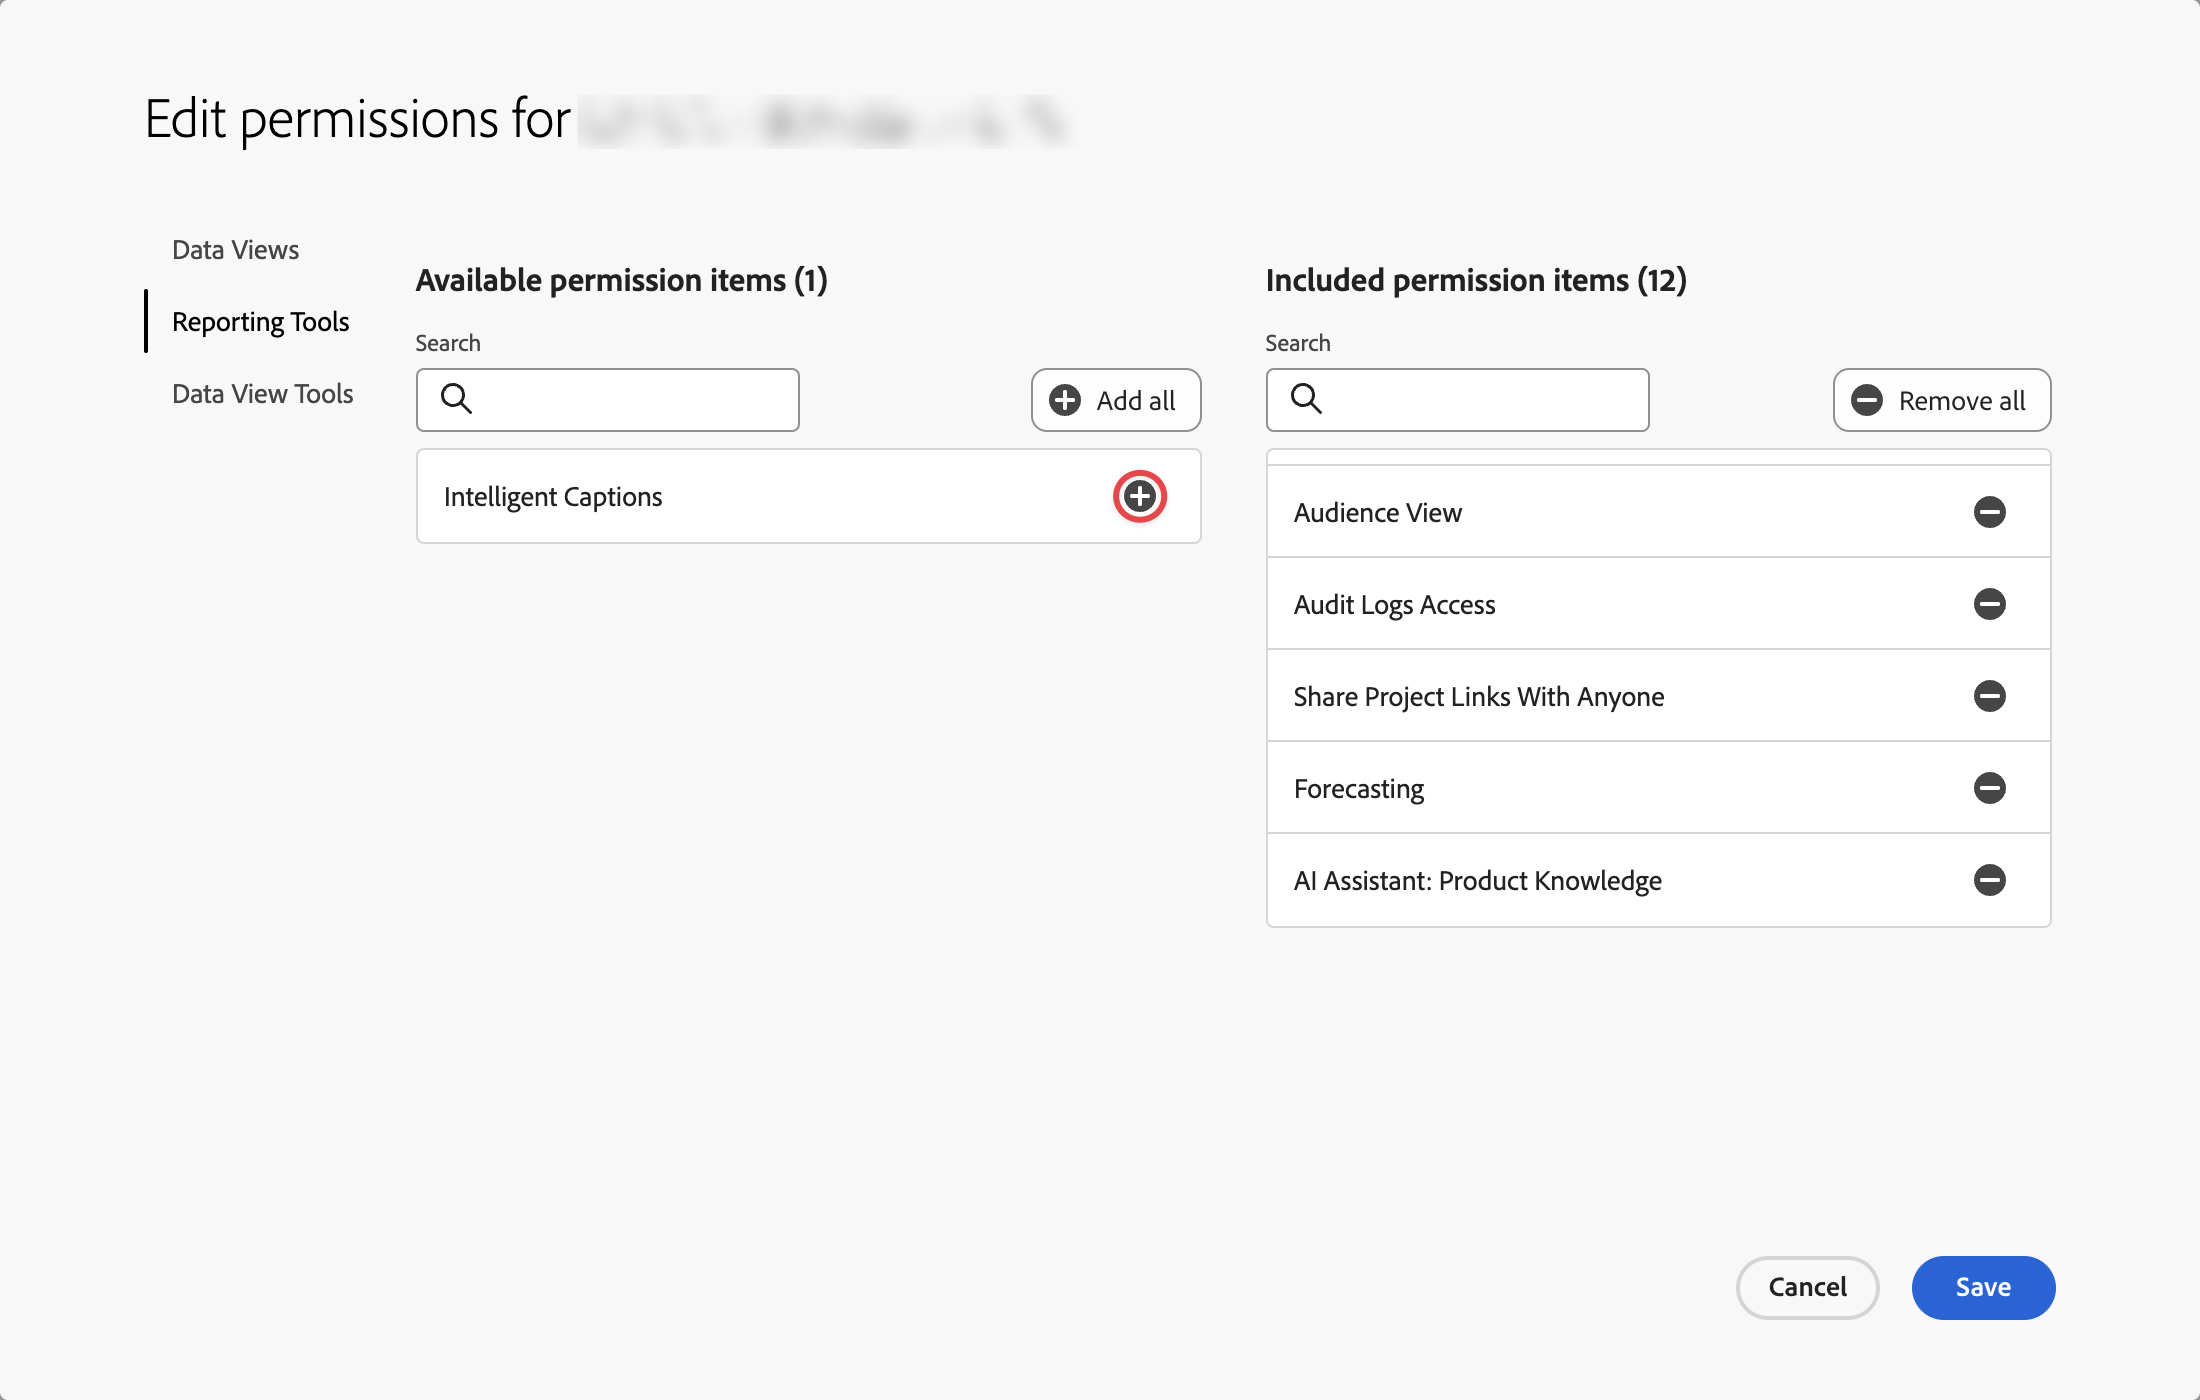 Edit permissions for
Data Views
Reporting Tools
Data View Tools
Available permission items (1)
Search
Add all
Intelligent Captions
Included permission items (12)
Search
Remove all
Audience View
Audit Logs Access
Share Project Links With Anyone
Forecasting
AI Assistant: Product Knowledge
Cancel
Save